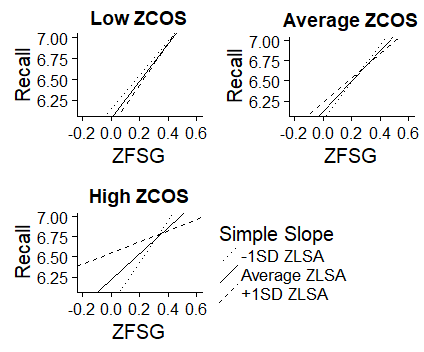 Low ZCOS
Recall
7.00
6.75
6.50
6.25
-0.2 0.0 0.2 0.4 0.6
ZFSG
Average ZCOS
Recall
7.00
6.75
6.50
6.25
-0.2 0.0 0.2 0.4 0.6
ZFSG
High ZCOS
Recall
7.00
6.75
6.50
6.25
-0.2 0.0 0.2 0.4 0.6
ZFSG
Simple Slope
-1SD ZLSA
Average ZLSA
+1SD ZLSA